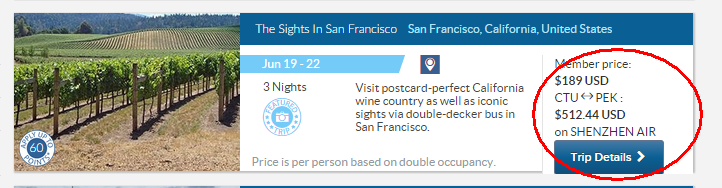 The Sights In San Francisco San Francisco, California, United States
Jun 19 - 22
3 Nights
FEATURED
TRIP
Visit postcard-perfect California
wine country as well as iconic
sights via double-decker bus in
San Francisco.
Price is per person based on double occupancy.
APPLY UP TO
60
POINTS
Member price:
$189 USD
CTU↔PEK :
$512.44 USD
on SHENZHEN AIR
Trip Details